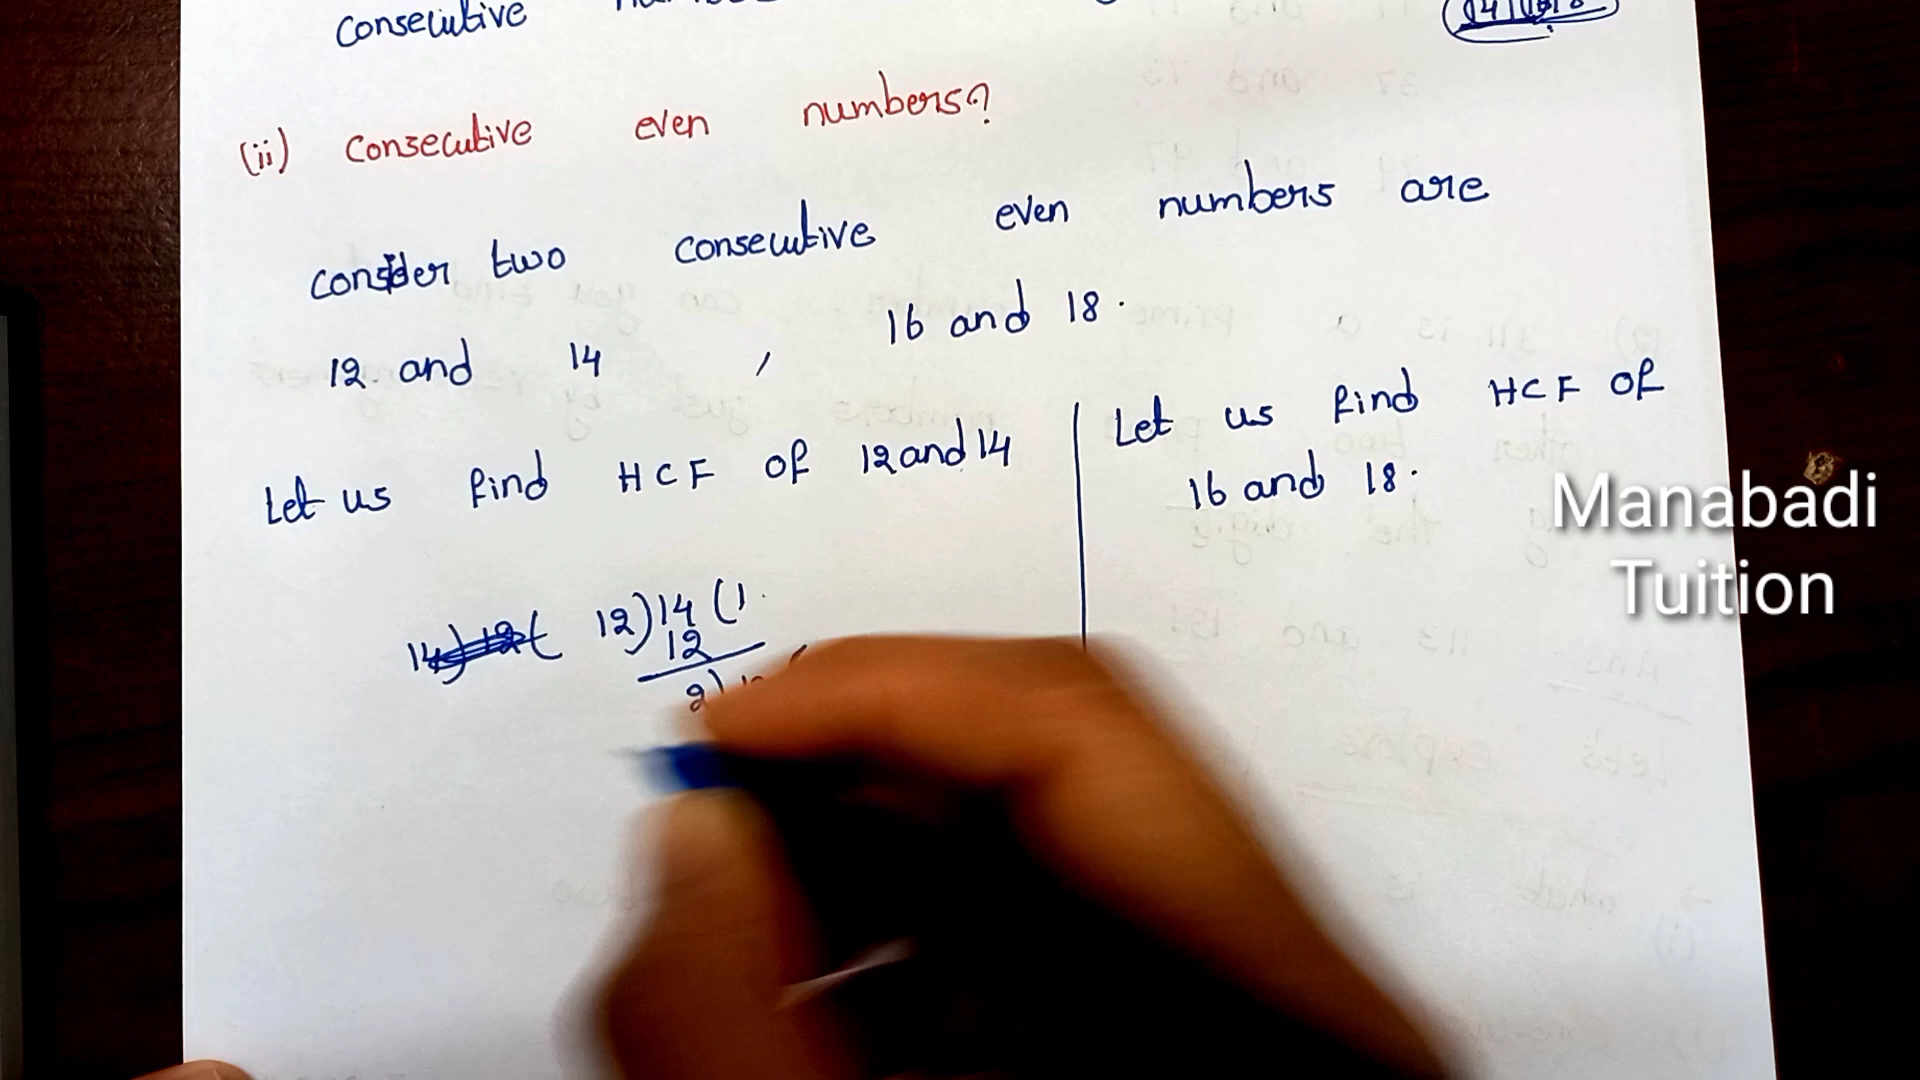 consecutive
(ii) consecutive even numbers?
consider two consecutive even numbers are
12 and 14 , 16 and 18.
Let us find HCF of 12 and 14
12)14(1.
12
2)
Let us find HCF of
16 and 18.
Manabadi
Tuition